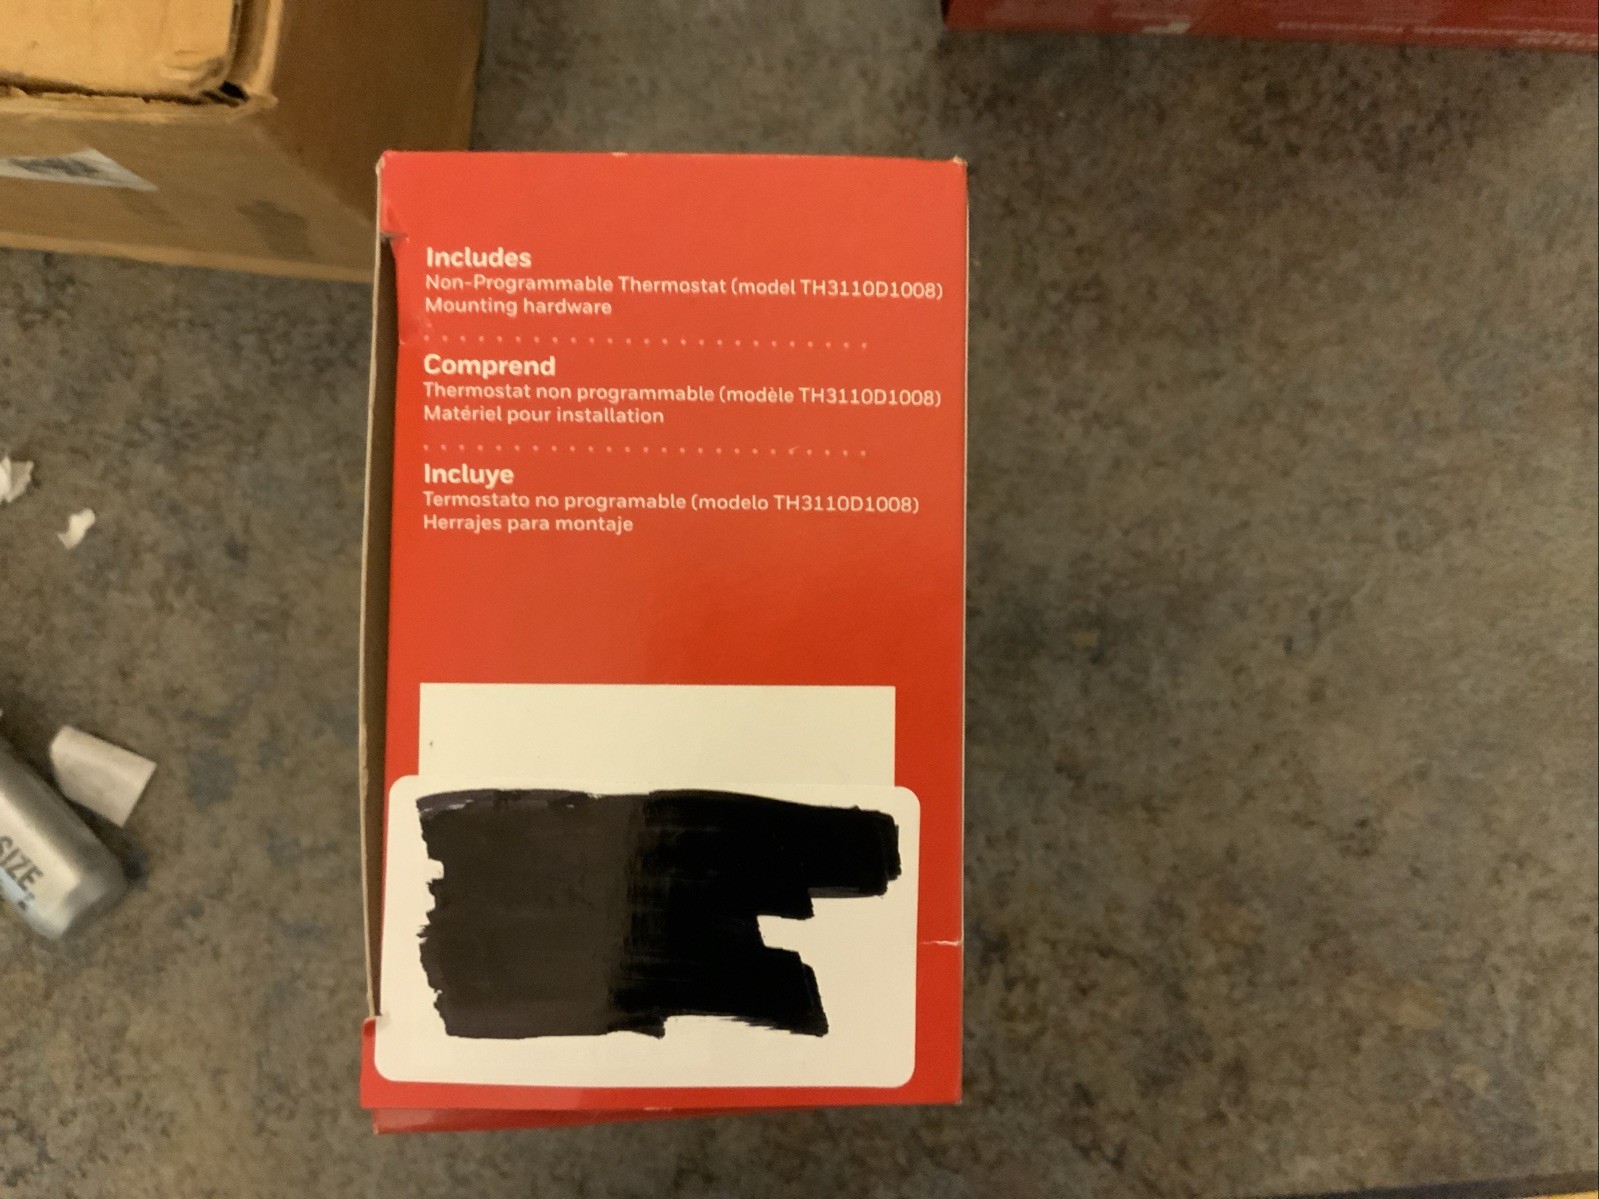 Includes
Non-Programmable Thermostat (model TH3110D1008)
Mounting hardware
Comprend
Thermostat non programmable (modèle TH3110D1008)
Matériel pour installation
Incluye
Termostato no programable (modelo TH3110D1008)
Herrajes para montaje
SIZE